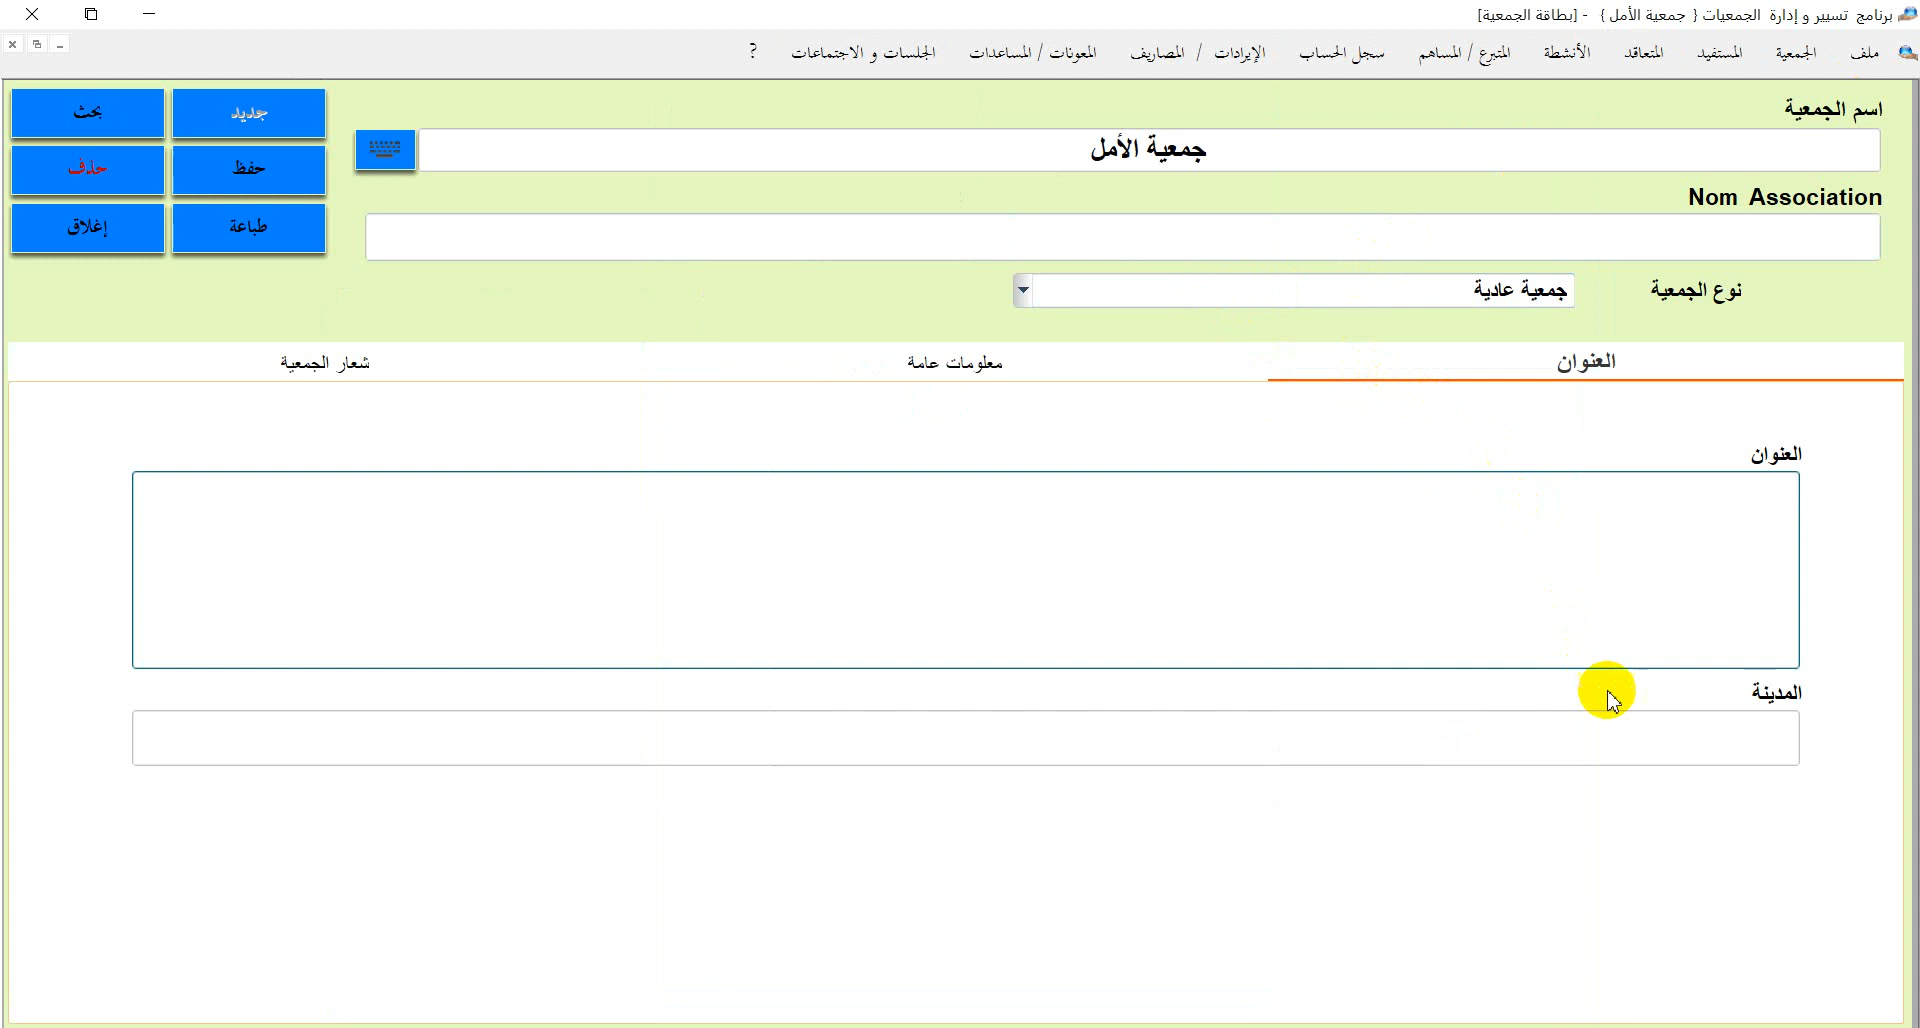 برنامج تسيير و إدارة الجمعيات { جمعية الأمل } - [بطاقة الجمعية]
ملف الجمعية المستفيد المتعاقد الأنشطة المتبرع / المساهم سجل الحساب الإيرادات / المصاريف المعونات / المساعدات الجلسات و الاجتماعات ?
اسم الجمعية
جمعية الأمل
Nom Association
نوع الجمعية جمعية عادية
جديد بحث
حفظ حذف
طباعة إغلاق
العنوان معلومات عامة شعار الجمعية
العنوان
المدينة